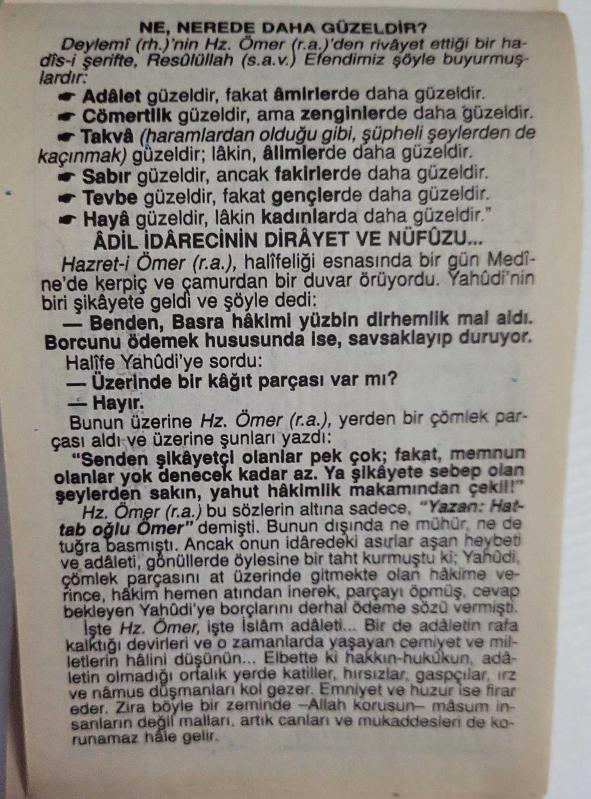 NE, NEREDE DAHA GÜZELDİR?
Deylemî (rh.)'nin Hz. Ömer (r.a.)'den rivâyet ettiği bir ha-
dîs-i şerifte, Resûlüllah (s.a.v.) Efendimiz şöyle buyurmuş-
lardır:
☛ Adâlet güzeldir, fakat âmirlerde daha güzeldir.
☛ Cömertlik güzeldir, ama zenginlerde daha güzeldir.
☛ Takvâ (haramlardan olduğu gibi, şüpheli şeylerden de
kaçınmak) güzeldir; lâkin, âlimlerde daha güzeldir.
☛ Sabır güzeldir, ancak fakirlerde daha güzeldir.
☛ Tevbe güzeldir, fakat gençlerde daha güzeldir.
☛ Hayâ güzeldir, lâkin kadınlarda daha güzeldir."
ÂDİL İDÂRECİNİN DİRÂYET VE NÜFÛZU...
Hazret-i Ömer (r.a.), halîfeliği esnasında bir gün Medî-
ne'de kerpiç ve çamurdan bir duvar örüyordu. Yahûdi'nin
biri şikâyete geldi ve şöyle dedi:
— Benden, Basra hâkimi yüzbin dirhemlik mal aldı.
Borcunu ödemek hususunda ise, savsaklayıp duruyor.
Halîfe Yahûdi'ye sordu:
— Üzerinde bir kâğıt parçası var mı?
— Hayır.
Bunun üzerine Hz. Ömer (r.a.), yerden bir çömlek par-
çası aldı ve üzerine şunları yazdı:
"Senden şikâyetçi olanlar pek çok; fakat, memnun
olanlar yok denecek kadar az. Ya şikâyete sebep olan
şeylerden sakın, yahut hâkimlik makamından çekil!"
Hz. Ömer (r.a.) bu sözlerin altına sadece, "Yazan: Hat-
tab oğlu Ömer" demişti. Bunun dışında ne mühür, ne de
tuğra basmıştı. Ancak onun idâredeki asırlar aşan heybeti
ve adâleti, gönüllerde öylesine bir taht kurmuştu ki; Yahûdi,
çömlek parçasını at üzerinde gitmekte olan hâkime ve-
rince, hâkim hemen atından inerek, parçayı öpmüş, cevap
bekleyen Yahûdi'ye borçlarını derhal ödeme sözü vermişti.
İşte Hz. Ömer, işte İslâm adâleti... Bir de adâletin rafa
kalktığı devirleri ve o zamanlarda yaşayan cemiyet ve mil-
letlerin hâlini düşünün... Elbette ki hakkın-hukûkun, adâ-
letin olmadığı ortalık yerde katiller, hırsızlar, gaspçılar, ırz
ve nâmus düşmanları kol gezer. Emniyet ve huzur ise firar
eder. Zira böyle bir zeminde –Allah korusun– mâsum in-
sanların değil malları, artık canları ve mukaddesleri de ko-
runamaz hâle gelir.